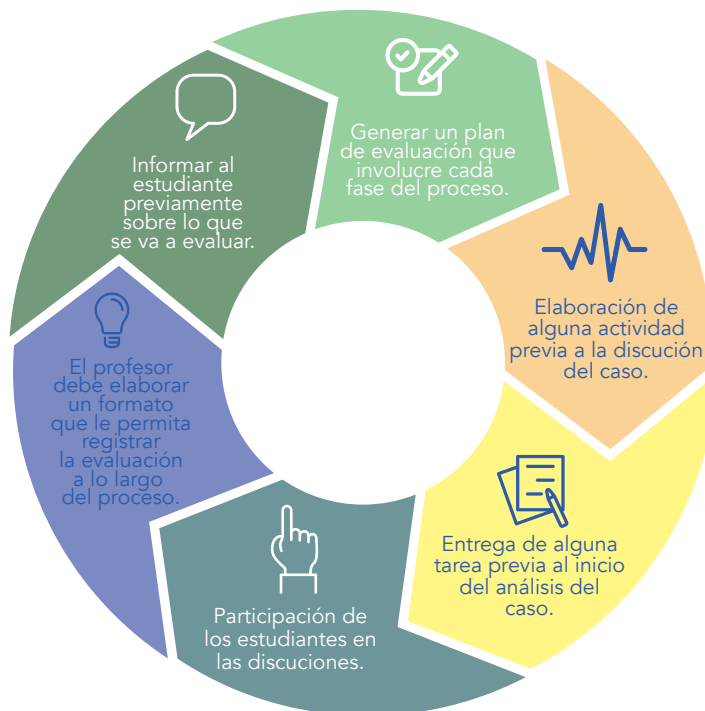 Generar un plan
de evaluación que
involucre cada
fase del proceso.
Elaboración de
alguna actividad
previa a la discución
del caso.
Entrega de alguna
tarea previa al inicio
del análisis del
caso.
Participación de
los estudiantes en
las discuciones.
El profesor
debe elaborar
un formato
que le permita
registrar
la evaluación
a lo largo
del proceso.
Informar al
estudiante
previamente
sobre lo que
se va a evaluar.